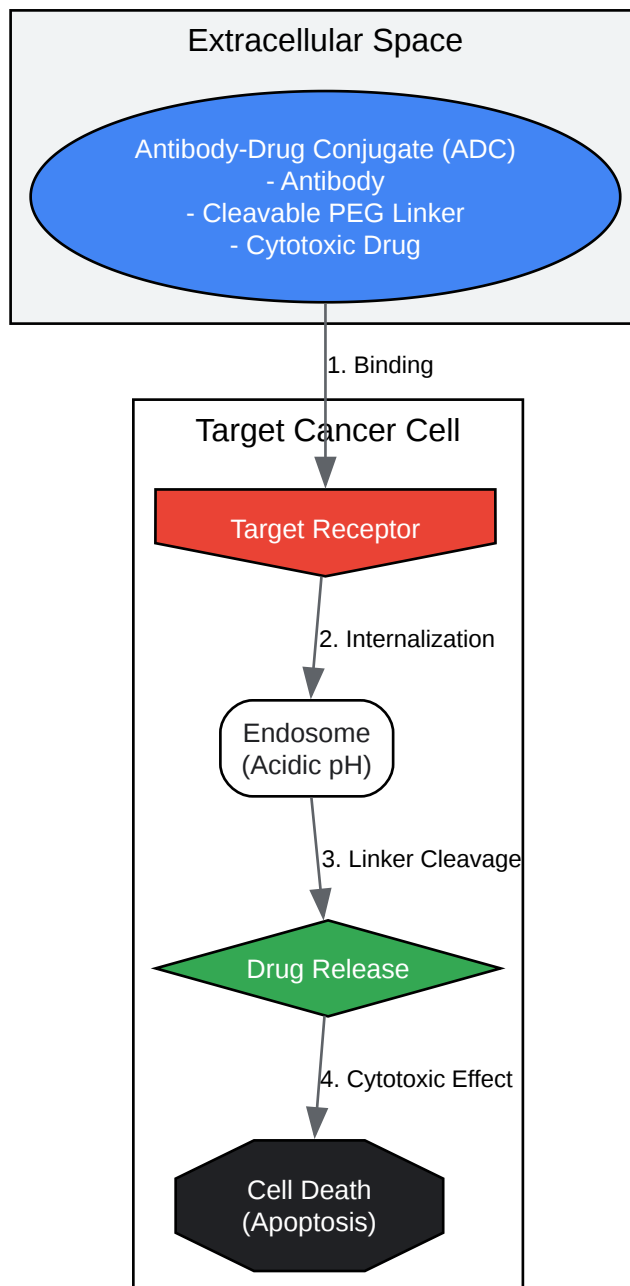 Extracellular Space
Antibody-Drug Conjugate (ADC)
- Antibody
- Cleavable PEG Linker
- Cytotoxic Drug
1. Binding
Target Cancer Cell
Target Receptor
2. Internalization
Endosome
(Acidic pH)
3. Linker Cleavage
Drug Release
4. Cytotoxic Effect
Cell Death
(Apoptosis)